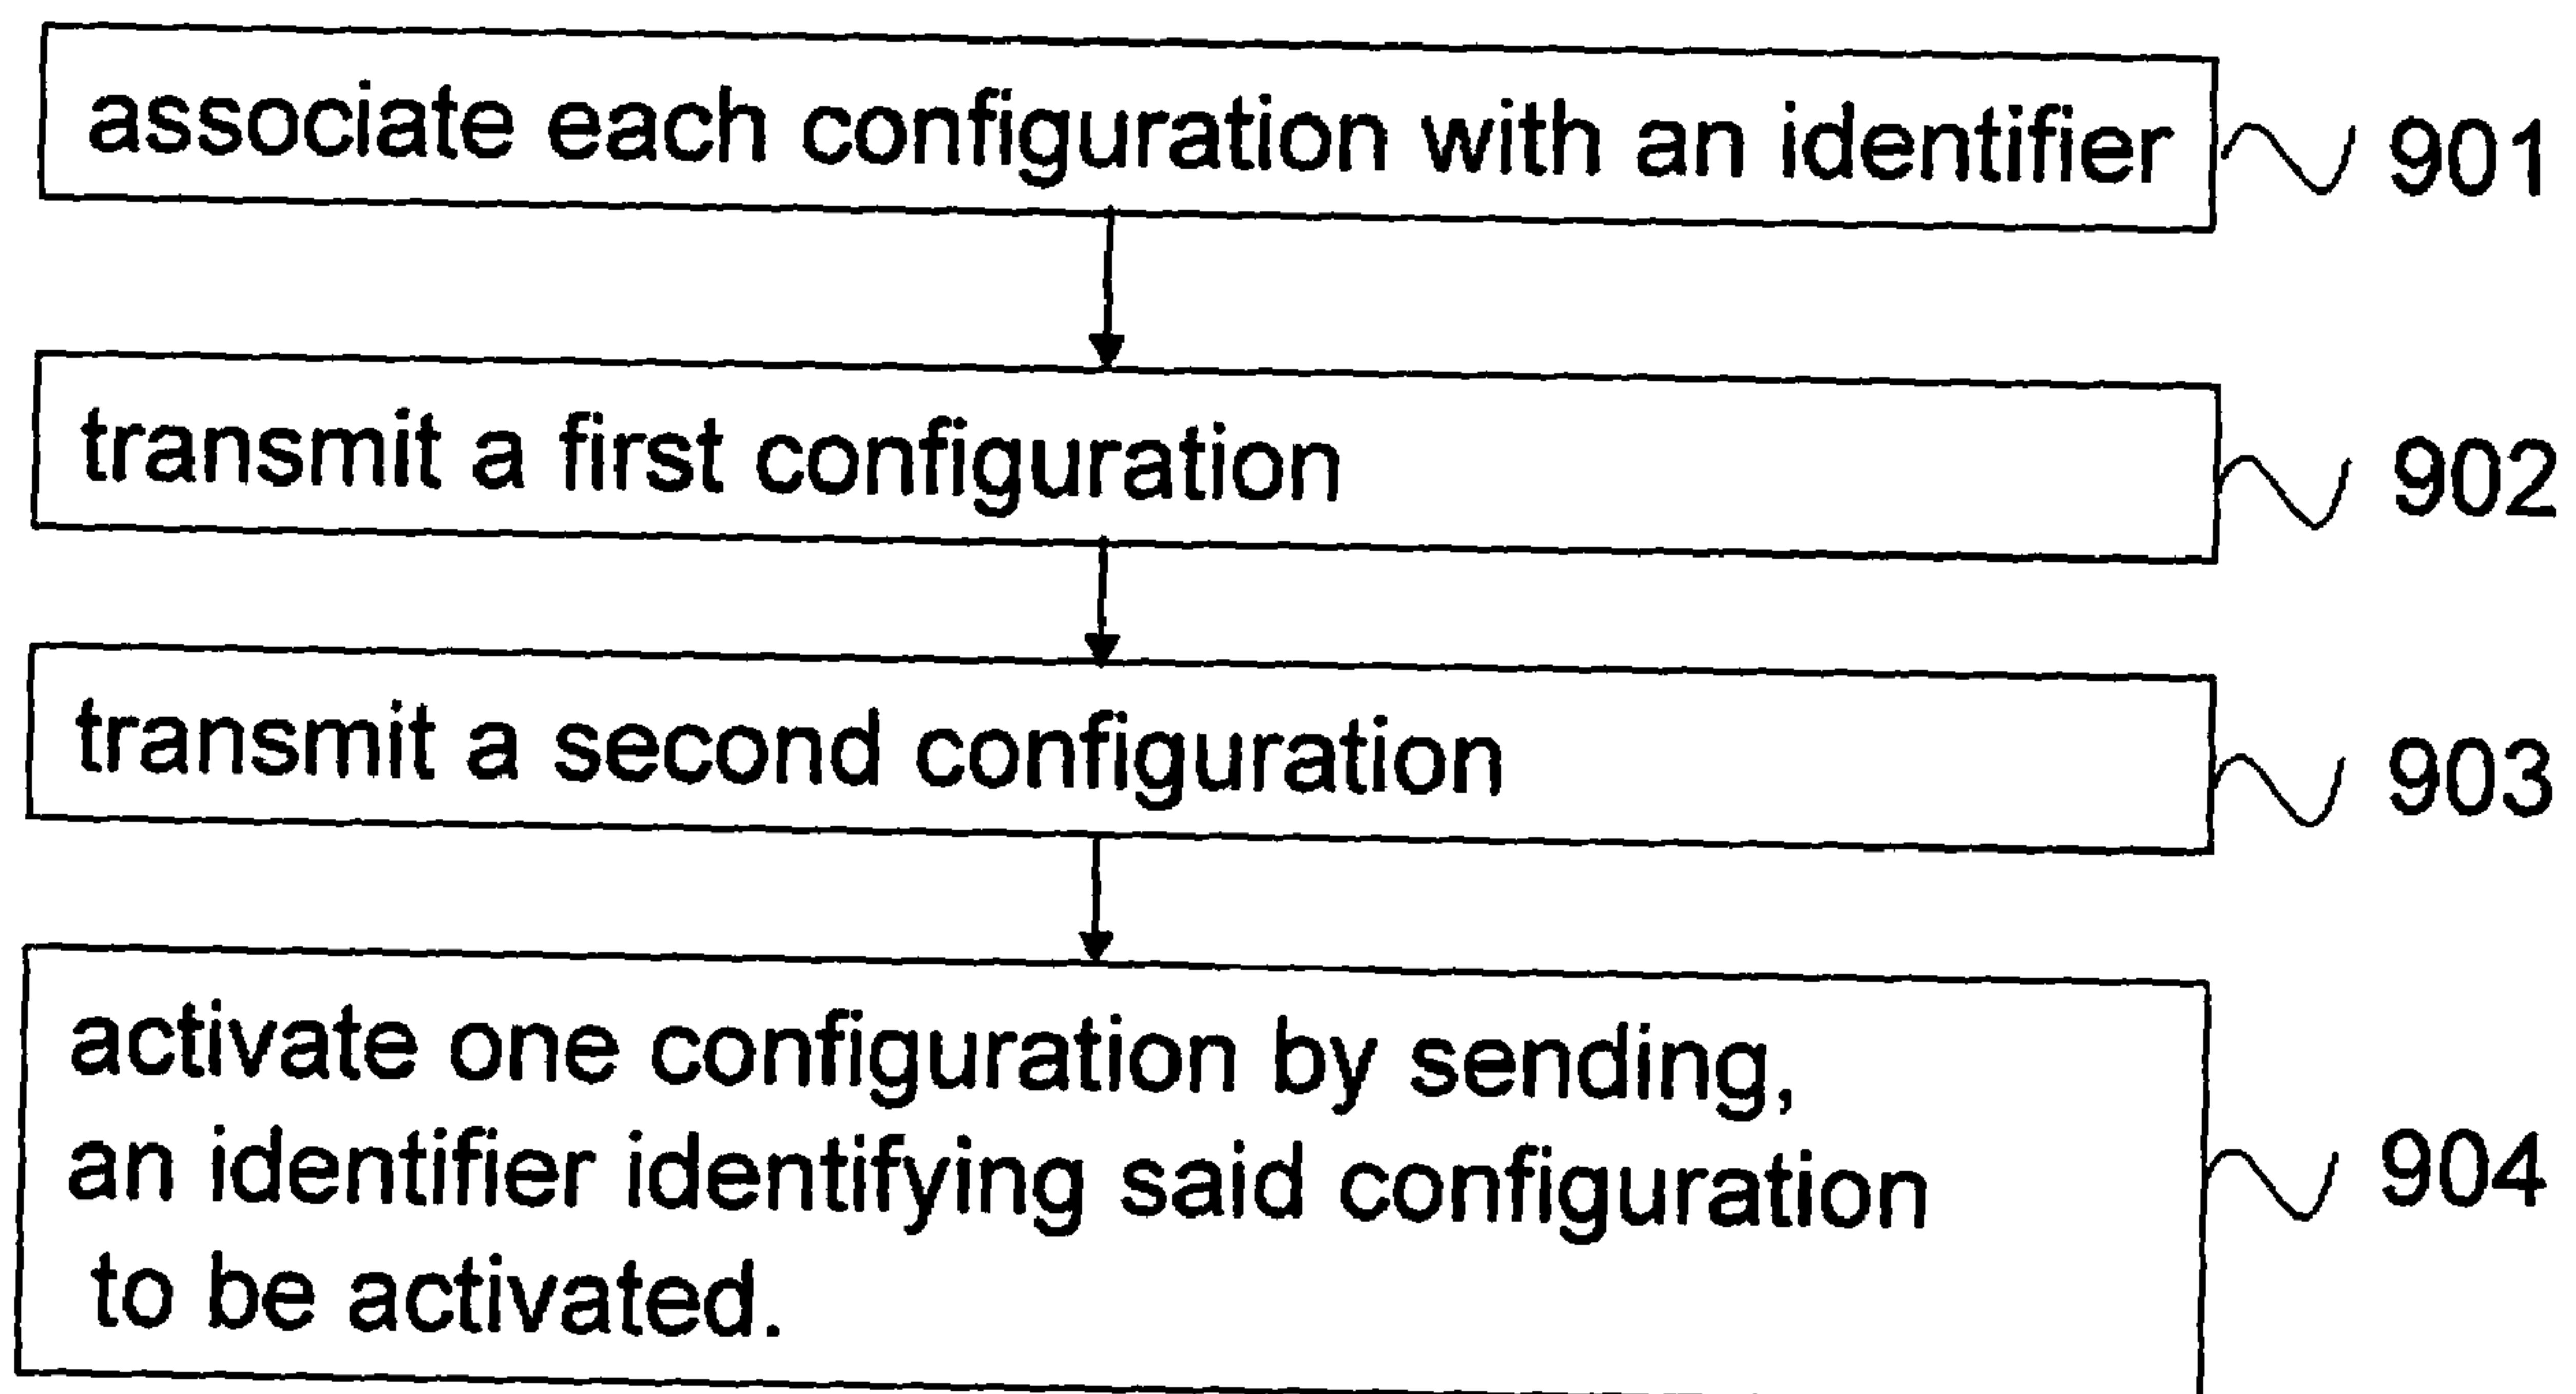 associate each configuration with an identifier 901
transmit a first configuration 902
transmit a second configuration 903
activate one configuration by sending,
an identifier identifying said configuration 904
to be activated.